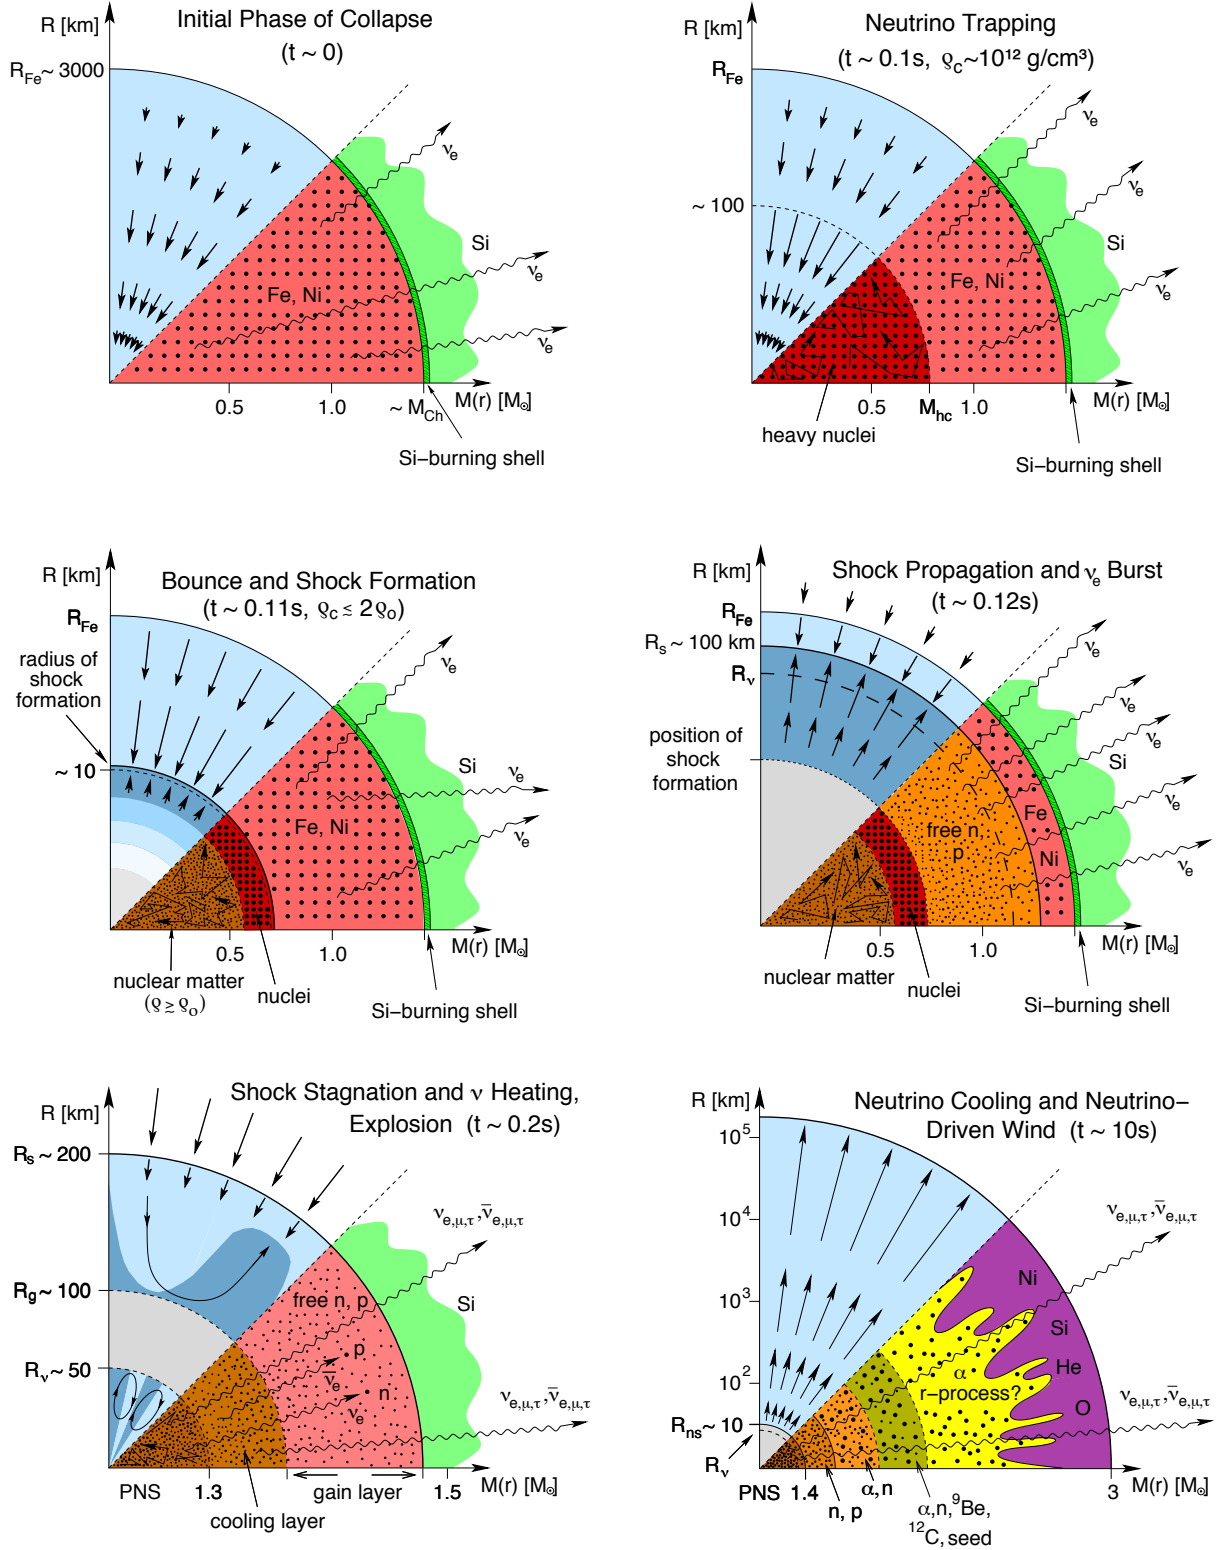 Initial Phase of Collapse
(t ~ 0)
R [km]
R_Fe ~ 3000
ν_e
Si
Fe, Ni
ν_e
ν_e
0.5
1.0
~ M_Ch
M(r) [M_⊙]
Si−burning shell
Neutrino Trapping
(t ~ 0.1s, ϱ_c~10¹² g/cm³)
R [km]
R_Fe
ν_e
~ 100
ν_e
Si
Fe, Ni
ν_e
0.5
M_hc
1.0
M(r) [M_⊙]
heavy nuclei
Si−burning shell
Bounce and Shock Formation
(t ~ 0.11s, ϱ_c ≲ 2ϱ_o)
R [km]
R_Fe
radius of
shock
formation
ν_e
~ 10
Si
ν_e
Fe, Ni
ν_e
0.5
1.0
M(r) [M_⊙]
nuclear matter
(ϱ ≳ ϱ_o)
nuclei
Si−burning shell
Shock Propagation and ν_e Burst
(t ~ 0.12s)
R [km]
R_Fe
R_s ~ 100 km
R_ν
ν_e
position of
shock
formation
ν_e
ν_e
Si
Fe
free n,
p
Ni
ν_e
0.5
1.0
M(r) [M_⊙]
nuclear matter
nuclei
Si−burning shell
Shock Stagnation and ν Heating,
Explosion (t ~ 0.2s)
R [km]
R_s ~ 200
ν_e,μ,τ , ν̄_e,μ,τ
R_g ~ 100
free n, p
Si
p
R_ν ~ 50
ν̄_e
n
ν_e
ν_e,μ,τ , ν̄_e,μ,τ
PNS
1.3
gain layer
1.5
M(r) [M_⊙]
cooling layer
Neutrino Cooling and Neutrino−
Driven Wind (t ~ 10s)
R [km]
10⁵
10⁴
ν_e,μ,τ , ν̄_e,μ,τ
Ni
10³
Si
He
10²
α
r−process?
O
ν_e,μ,τ , ν̄_e,μ,τ
R_ns ~ 10
R_ν
PNS
1.4
α,n
3
M(r) [M_⊙]
n, p
α,n,⁹Be,
¹²C, seed